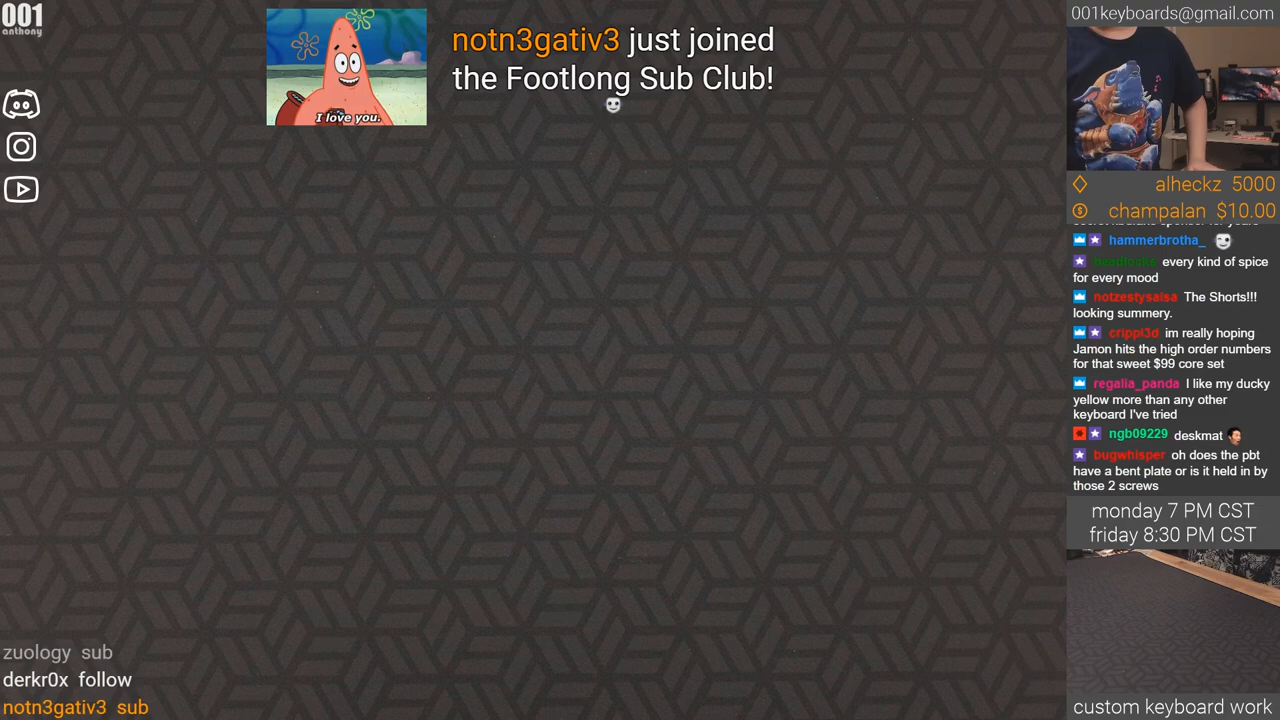 001
anthony
I love you.
notn3gativ3 just joined
the Footlong Sub Club!
001keyboards@gmail.com
alheckz 5000
champalan $10.00
hammerbrotha_
every kind of spice
for every mood
notzestysalsa The Shorts!!!
looking summery.
crippl3d im really hoping
Jamon hits the high order numbers
for that sweet $99 core set
regalia_panda I like my ducky
yellow more than any other
keyboard I've tried
ngb09229 deskmat
bugwhisper oh does the pbt
have a bent plate or is it held in by
those 2 screws
monday 7 PM CST
friday 8:30 PM CST
zuology sub
derkr0x follow
notn3gativ3 sub
custom keyboard work